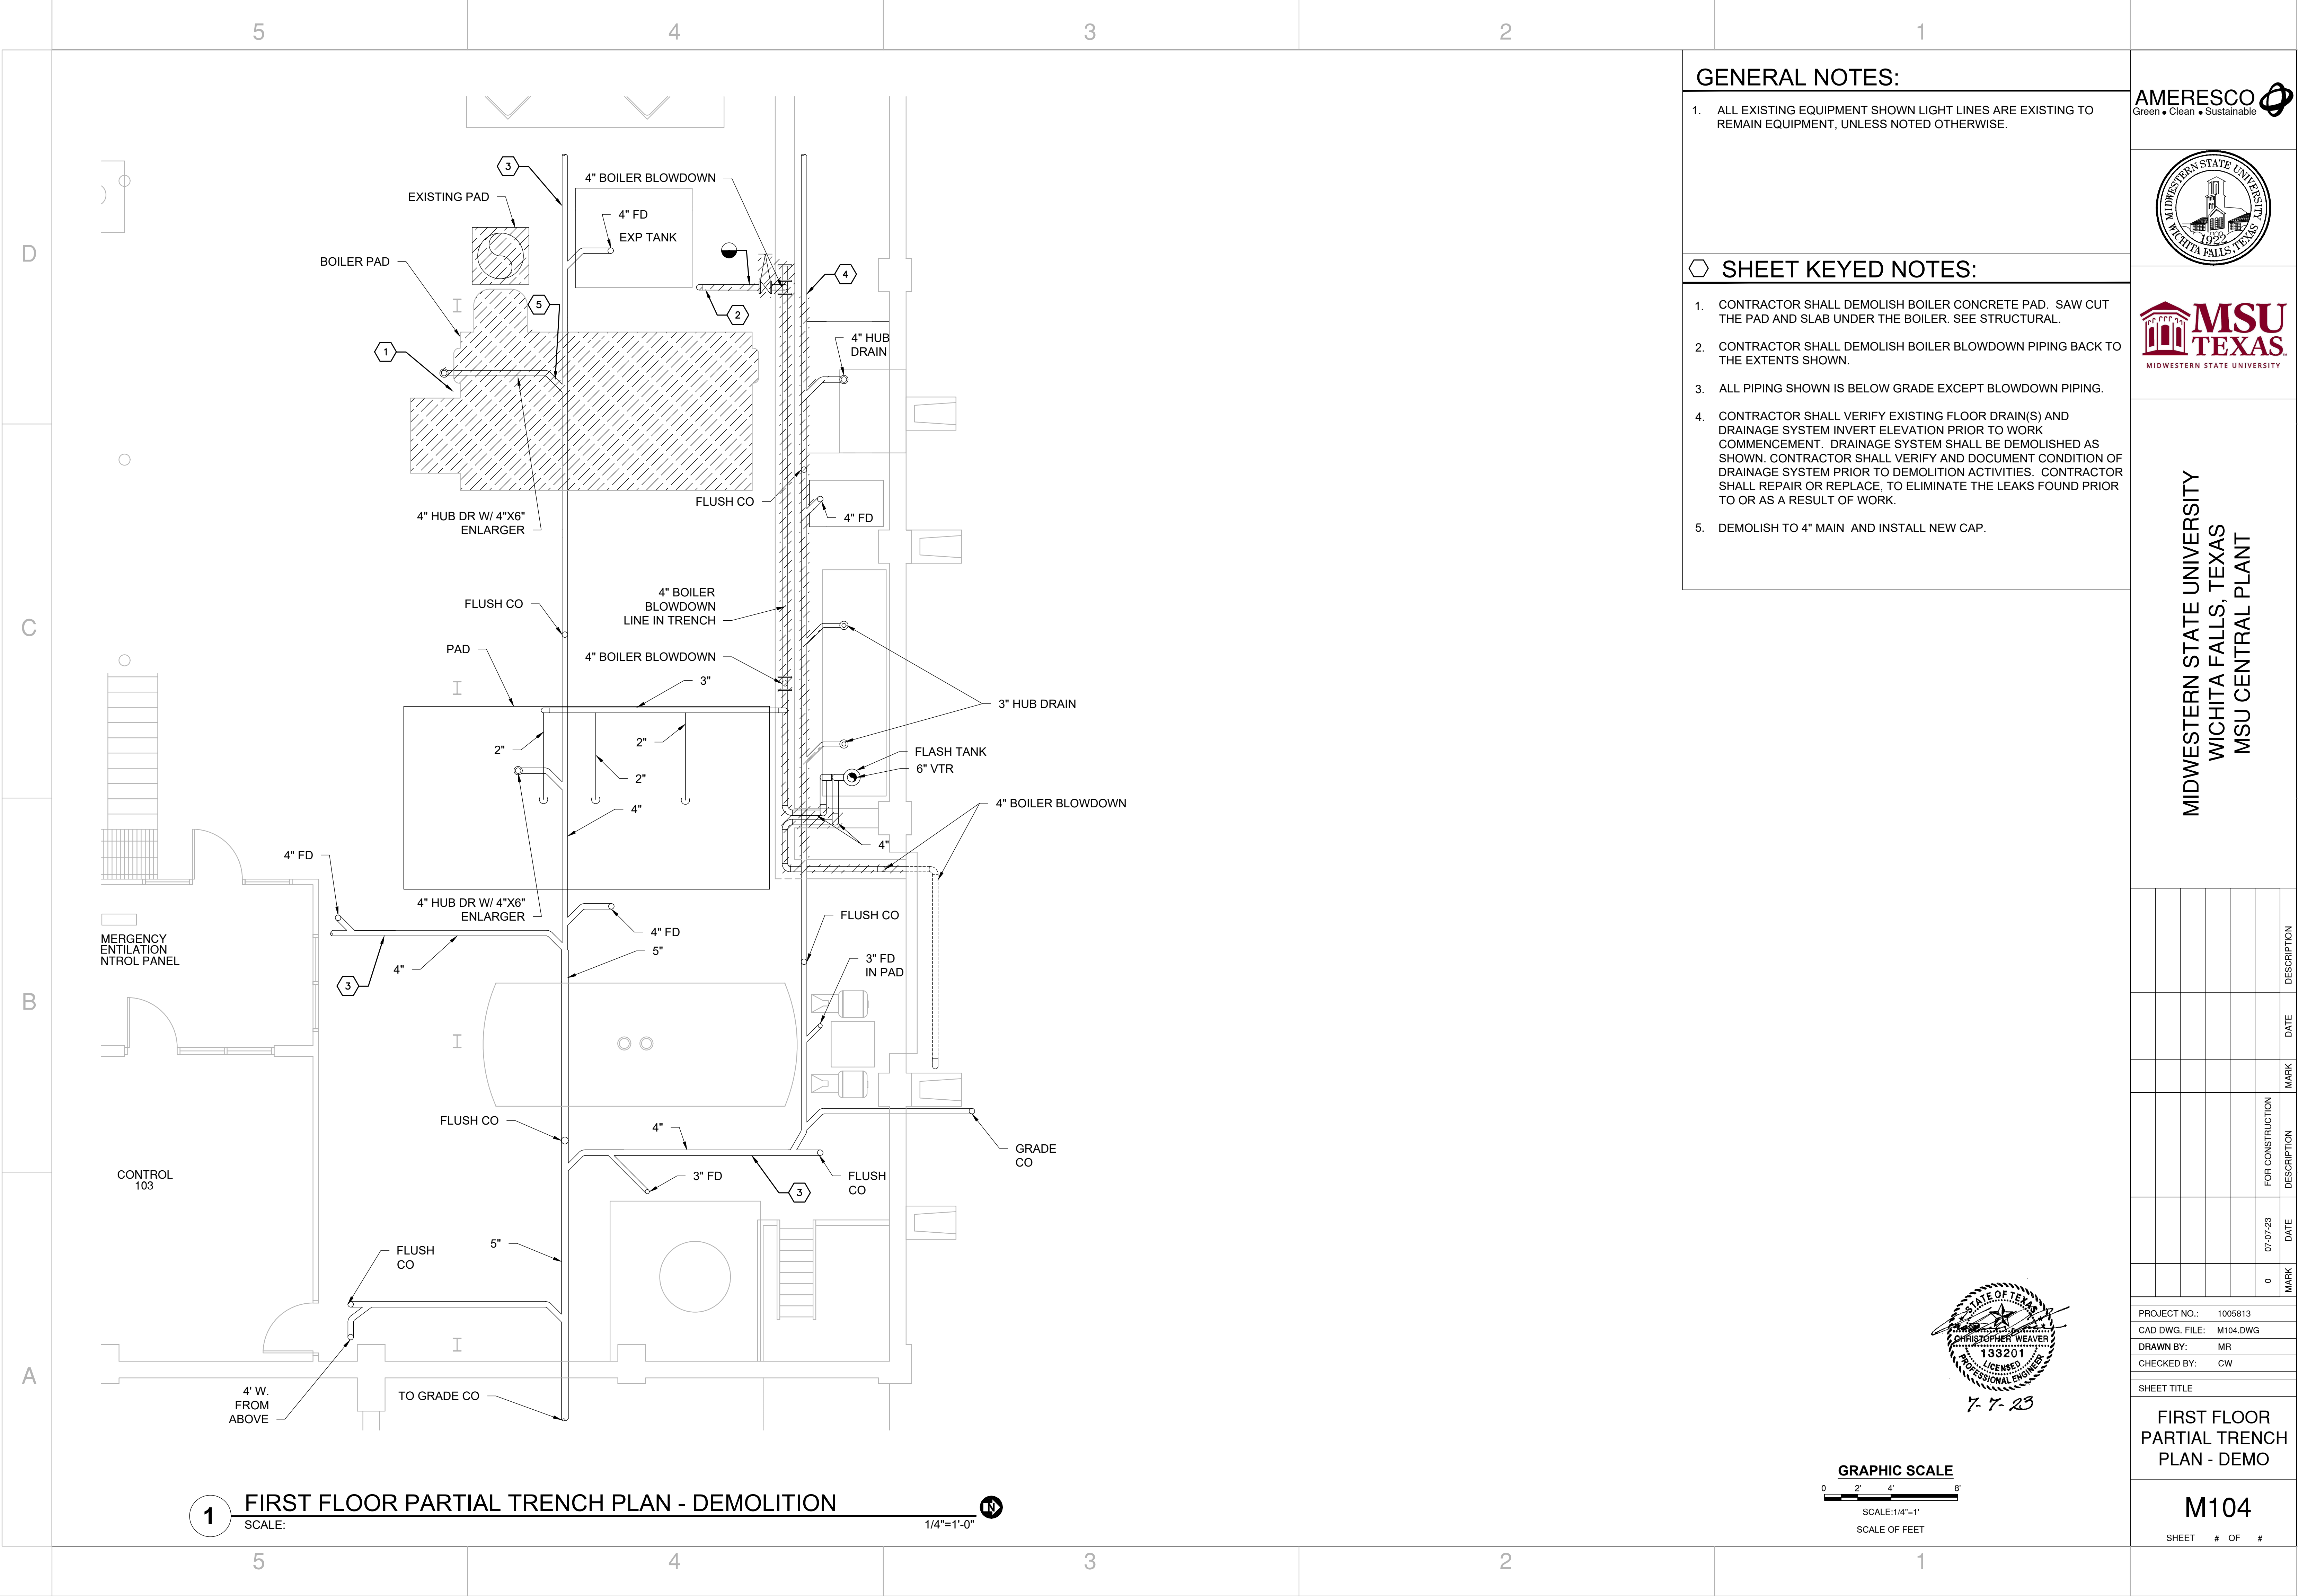 5 4 3 2 1
GENERAL NOTES:
1. ALL EXISTING EQUIPMENT SHOWN LIGHT LINES ARE EXISTING TO
REMAIN EQUIPMENT, UNLESS NOTED OTHERWISE.
SHEET KEYED NOTES:
1. CONTRACTOR SHALL DEMOLISH BOILER CONCRETE PAD. SAW CUT
THE PAD AND SLAB UNDER THE BOILER. SEE STRUCTURAL.
2. CONTRACTOR SHALL DEMOLISH BOILER BLOWDOWN PIPING BACK TO
THE EXTENTS SHOWN.
3. ALL PIPING SHOWN IS BELOW GRADE EXCEPT BLOWDOWN PIPING.
4. CONTRACTOR SHALL VERIFY EXISTING FLOOR DRAIN(S) AND
DRAINAGE SYSTEM INVERT ELEVATION PRIOR TO WORK
COMMENCEMENT. DRAINAGE SYSTEM SHALL BE DEMOLISHED AS
SHOWN. CONTRACTOR SHALL VERIFY AND DOCUMENT CONDITION OF
DRAINAGE SYSTEM PRIOR TO DEMOLITION ACTIVITIES. CONTRACTOR
SHALL REPAIR OR REPLACE, TO ELIMINATE THE LEAKS FOUND PRIOR
TO OR AS A RESULT OF WORK.
5. DEMOLISH TO 4" MAIN AND INSTALL NEW CAP.
D
C
B
A
3
4" BOILER BLOWDOWN
EXISTING PAD
4" FD
EXP TANK
BOILER PAD
4
5
2
1
4" HUB
DRAIN
FLUSH CO
4" FD
4" HUB DR W/ 4"X6"
ENLARGER
4" BOILER
BLOWDOWN
LINE IN TRENCH
FLUSH CO
PAD
4" BOILER BLOWDOWN
3"
3" HUB DRAIN
2"
2"
2"
FLASH TANK
6" VTR
4" BOILER BLOWDOWN
4"
4"
4" FD
4" HUB DR W/ 4"X6"
ENLARGER
FLUSH CO
4" FD
5"
MERGENCY
ENTILATION
NTROL PANEL
4"
3
3" FD
IN PAD
FLUSH CO
4"
GRADE
CO
3" FD
3
FLUSH
CO
CONTROL
103
5"
FLUSH
CO
4' W.
FROM
ABOVE
TO GRADE CO
1
FIRST FLOOR PARTIAL TRENCH PLAN - DEMOLITION
SCALE: 1/4"=1'-0"
N
STATE OF TEXAS
CHRISTOPHER WEAVER
133201
LICENSED
PROFESSIONAL ENGINEER
7-7-23
GRAPHIC SCALE
0 2' 4' 8'
SCALE:1/4"=1'
SCALE OF FEET
AMERESCO
Green • Clean • Sustainable
MIDWESTERN STATE UNIVERSITY
1922
WICHITA FALLS, TEXAS
MSU
TEXAS
MIDWESTERN STATE UNIVERSITY
MIDWESTERN STATE UNIVERSITY
WICHITA FALLS, TEXAS
MSU CENTRAL PLANT
DESCRIPTION
DATE
MARK
FOR CONSTRUCTION
DESCRIPTION
07-07-23
DATE
0
MARK
PROJECT NO.: 1005813
CAD DWG. FILE: M104.DWG
DRAWN BY: MR
CHECKED BY: CW
SHEET TITLE
FIRST FLOOR
PARTIAL TRENCH
PLAN - DEMO
M104
SHEET # OF #
5 4 3 2 1